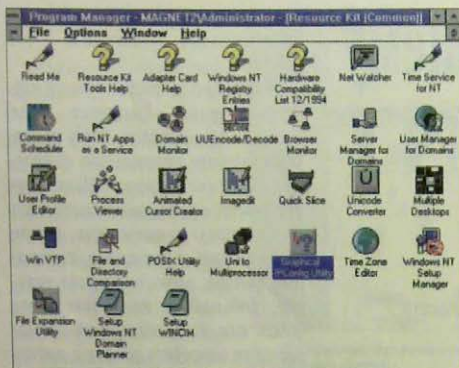 Program Manager - MAGNET2\Administrator - [Resource Kit (Common)]
File Options Window Help
Read Me
Resource Kit
Tools Help
Adapter Card
Help
Windows NT
Registry
Entries
Hardware
Compatibility
List 12/1994
Net Watcher
Time Service
for NT
Command
Scheduler
Run NT Apps
as a Service
Domain
Monitor
UUEncode/Decode
Browser
Monitor
Server
Manager for
Domains
User Manager
for Domains
User Profile
Editor
Process
Viewer
Animated
Cursor Creator
Imagedit
Quick Slice
Unicode
Converter
Multiple
Desktops
Win VTP
File and
Directory
Comparison
POSIX Utility
Help
Uni to
Multiprocessor
Graphical
IPConfig Utility
Time Zone
Editor
Windows NT
Setup
Manager
File Expansion
Utility
Setup
Windows NT
Domain
Planner
Setup
WINCIM